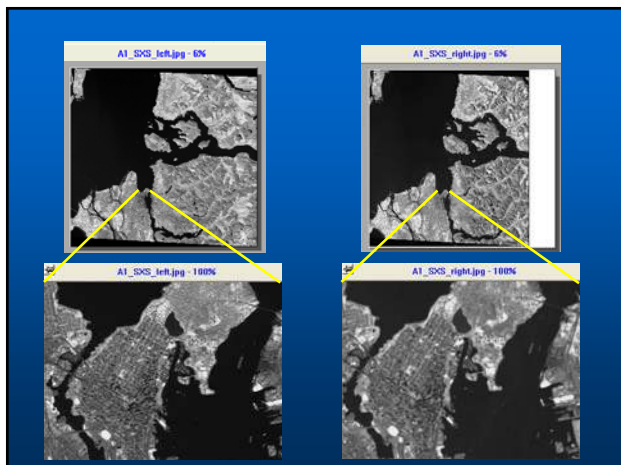 A1_SXS_left.jpg - 6%
A1_SXS_right.jpg - 6%
A1_SXS_left.jpg - 100%
A1_SXS_right.jpg - 100%